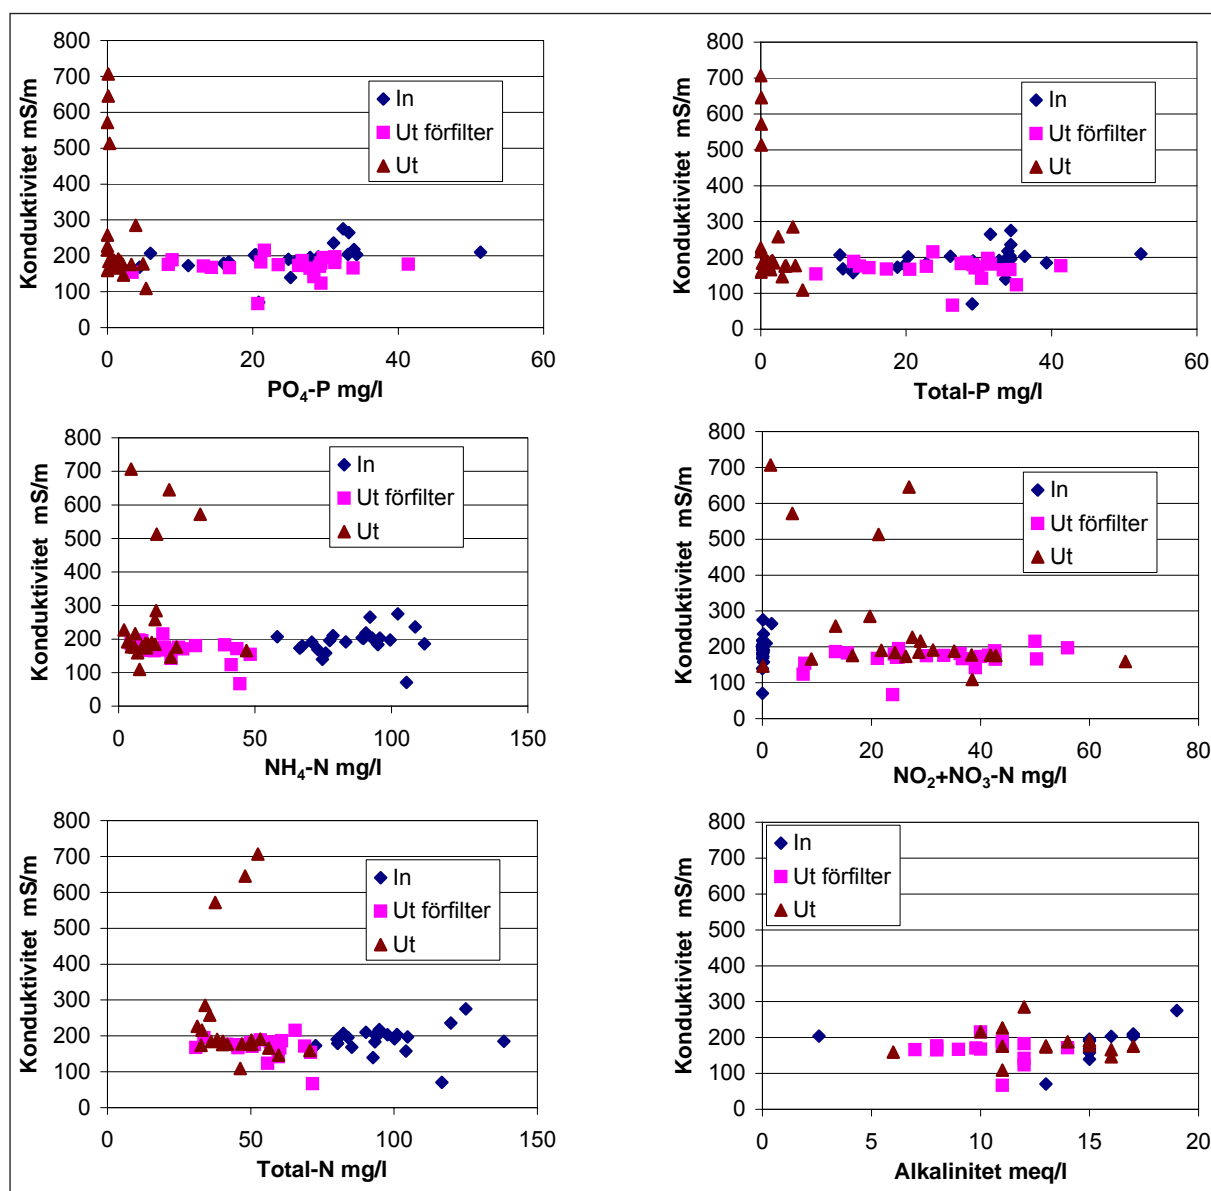 800
700
600
500
400
300
200
100
0
Konduktivitet mS/m
In
Ut förfilter
Ut
0 20 40 60
PO₄-P mg/l
800
700
600
500
400
300
200
100
0
Konduktivitet mS/m
In
Ut förfilter
Ut
0 20 40 60
Total-P mg/l
800
700
600
500
400
300
200
100
0
Konduktivitet mS/m
In
Ut förfilter
Ut
0 50 100 150
NH₄-N mg/l
800
700
600
500
400
300
200
100
0
Konduktivitet mS/m
In
Ut förfilter
Ut
0 20 40 60 80
NO₂+NO₃-N mg/l
800
700
600
500
400
300
200
100
0
Konduktivitet mS/m
In
Ut förfilter
Ut
0 50 100 150
Total-N mg/l
800
700
600
500
400
300
200
100
0
Konduktivitet mS/m
In
Ut förfilter
Ut
0 5 10 15 20
Alkalinitet meq/l